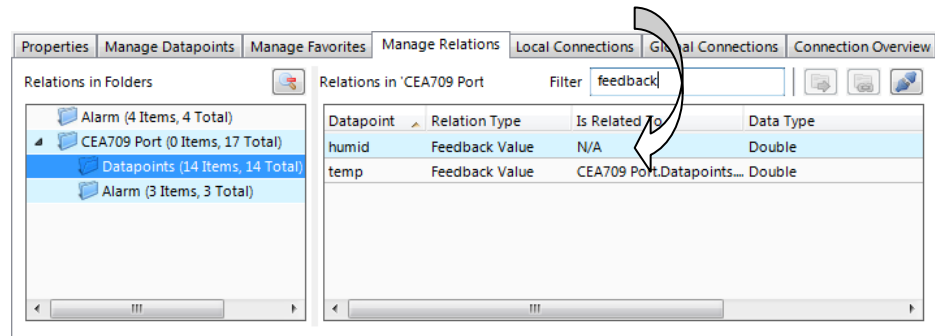 Properties Manage Datapoints Manage Favorites Manage Relations Local Connections Global Connections Connection Overview
Relations in Folders
Relations in 'CEA709 Port Filter feedback
Alarm (4 Items, 4 Total)
CEA709 Port (0 Items, 17 Total)
Datapoints (14 Items, 14 Total)
Alarm (3 Items, 3 Total)
Datapoint Relation Type Is Related To Data Type
humid Feedback Value N/A Double
temp Feedback Value CEA709 Port.Datapoints.... Double